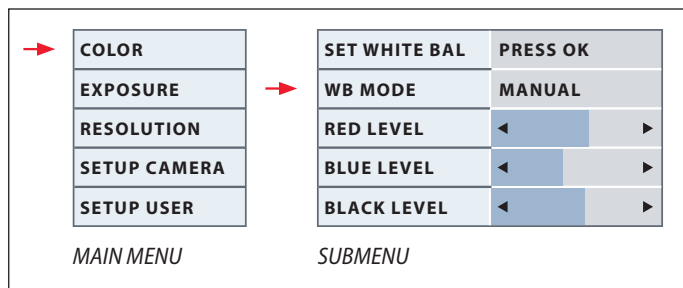 COLOR
EXPOSURE
RESOLUTION
SETUP CAMERA
SETUP USER
MAIN MENU
SET WHITE BAL PRESS OK
WB MODE MANUAL
RED LEVEL
BLUE LEVEL
BLACK LEVEL
SUBMENU